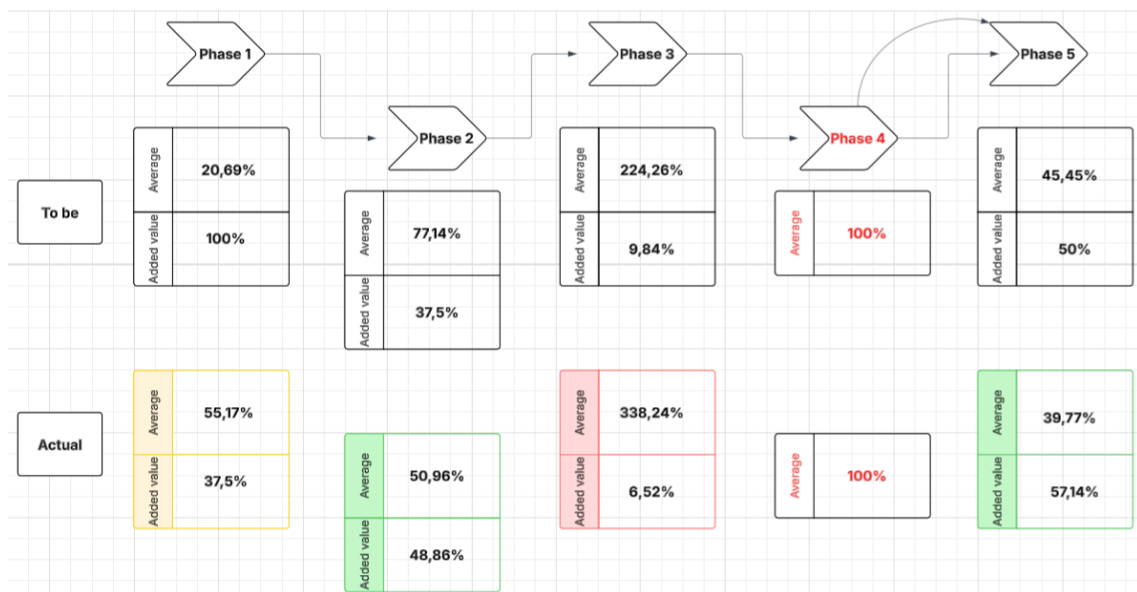 Phase 1
Phase 3
Phase 5
Phase 2
Phase 4
To be
Average
20,69%
Added value
100%
Average
77,14%
Added value
37,5%
Average
224,26%
Added value
9,84%
Average
100%
Average
45,45%
Added value
50%
Actual
Average
55,17%
Added value
37,5%
Average
50,96%
Added value
48,86%
Average
338,24%
Added value
6,52%
Average
100%
Average
39,77%
Added value
57,14%